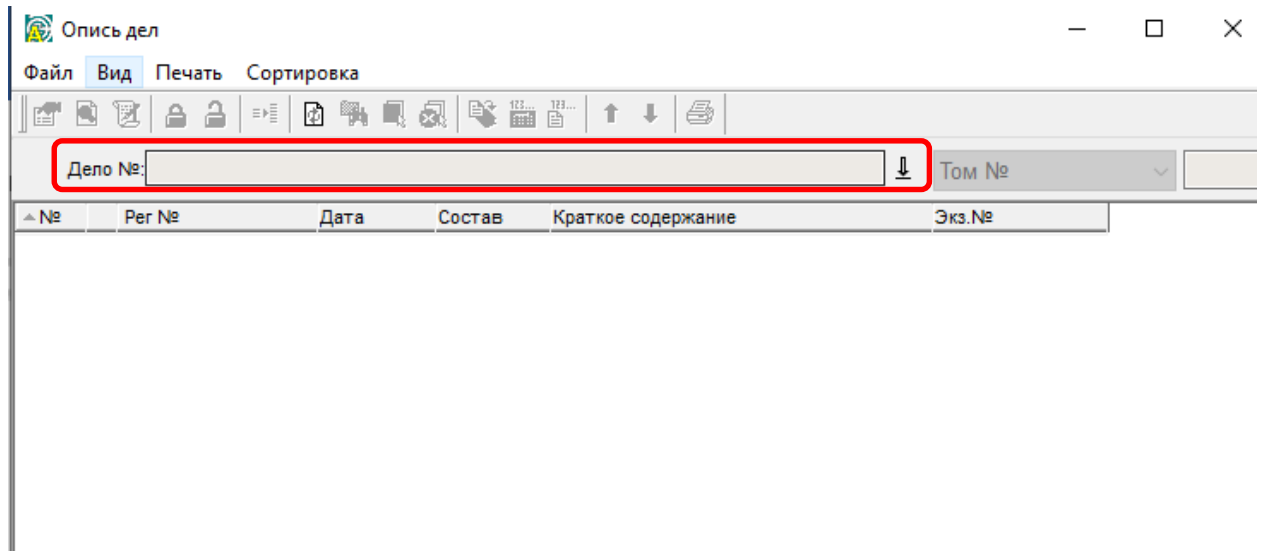 Опись дел
Файл Вид Печать Сортировка
Дело №: Том №
№ Рег № Дата Состав Краткое содержание Экз.№